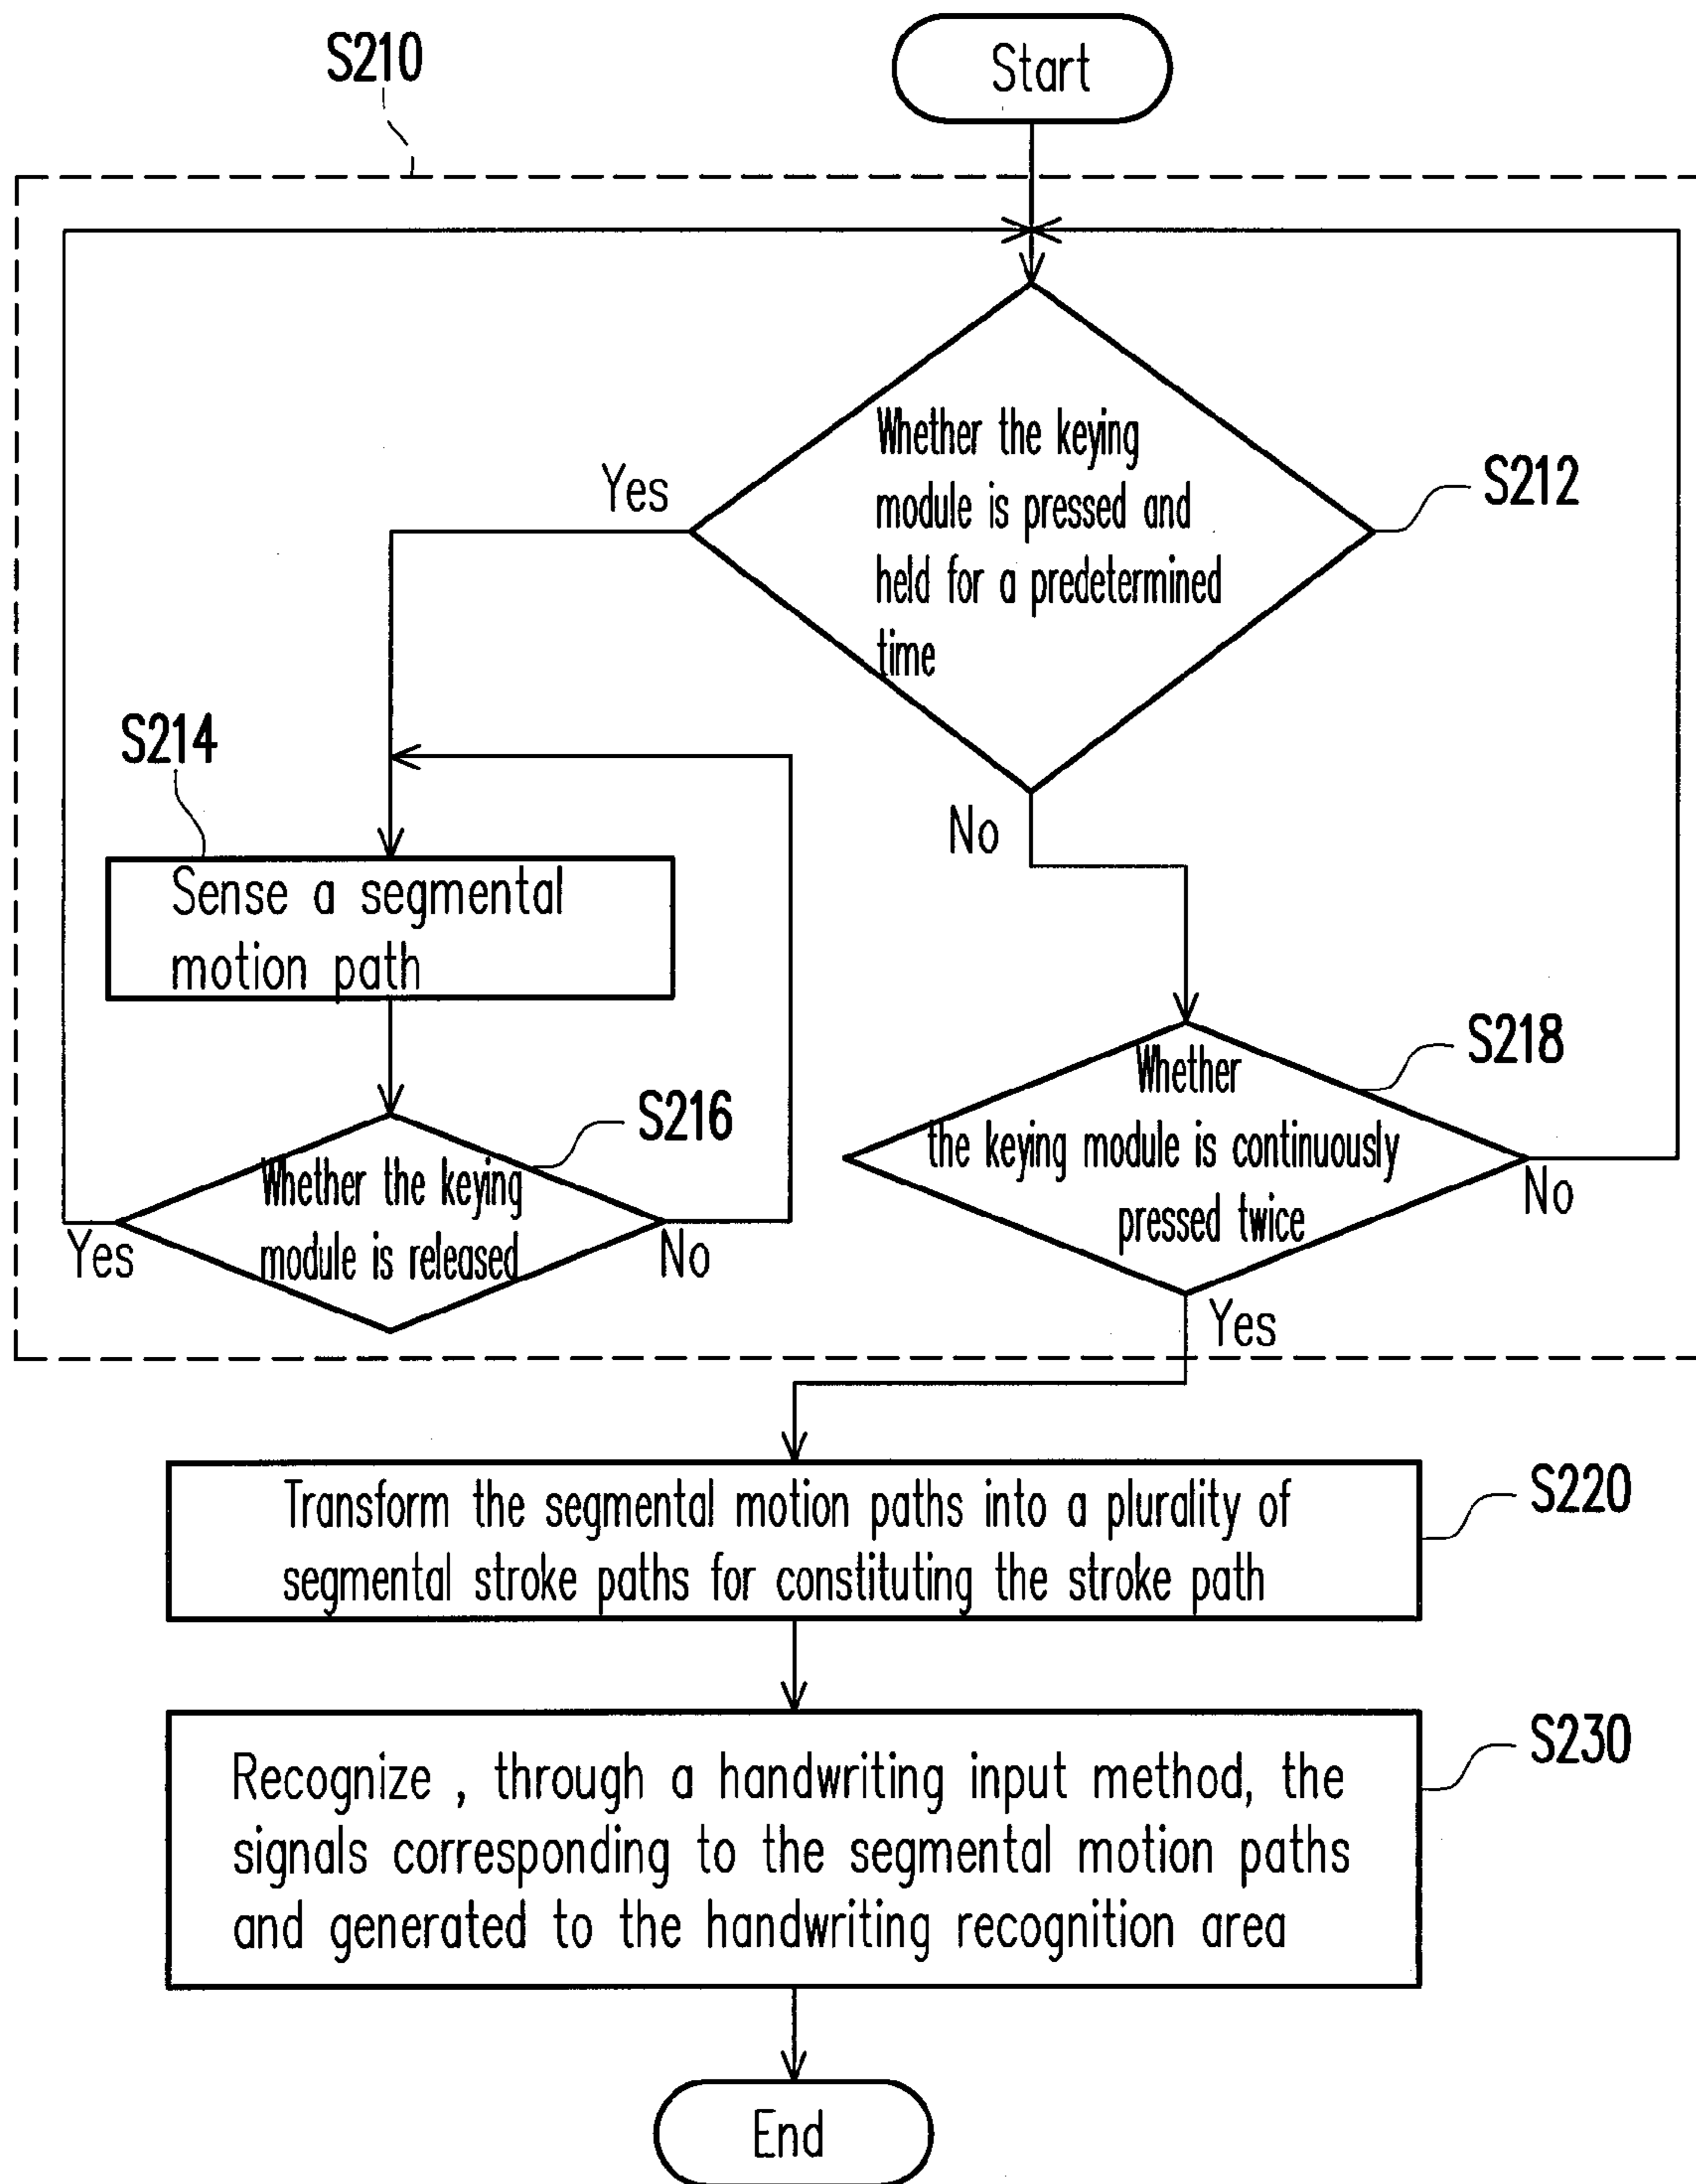 S210
Start
Whether the keying
module is pressed and
held for a predetermined
time
S212
Yes
No
S214
Sense a segmental
motion path
S216
Whether the keying
module is released
Yes
No
S218
Whether
the keying module is continuously
pressed twice
No
Yes
S220
Transform the segmental motion paths into a plurality of
segmental stroke paths for constituting the stroke path
S230
Recognize , through a handwriting input method, the
signals corresponding to the segmental motion paths
and generated to the handwriting recognition area
End